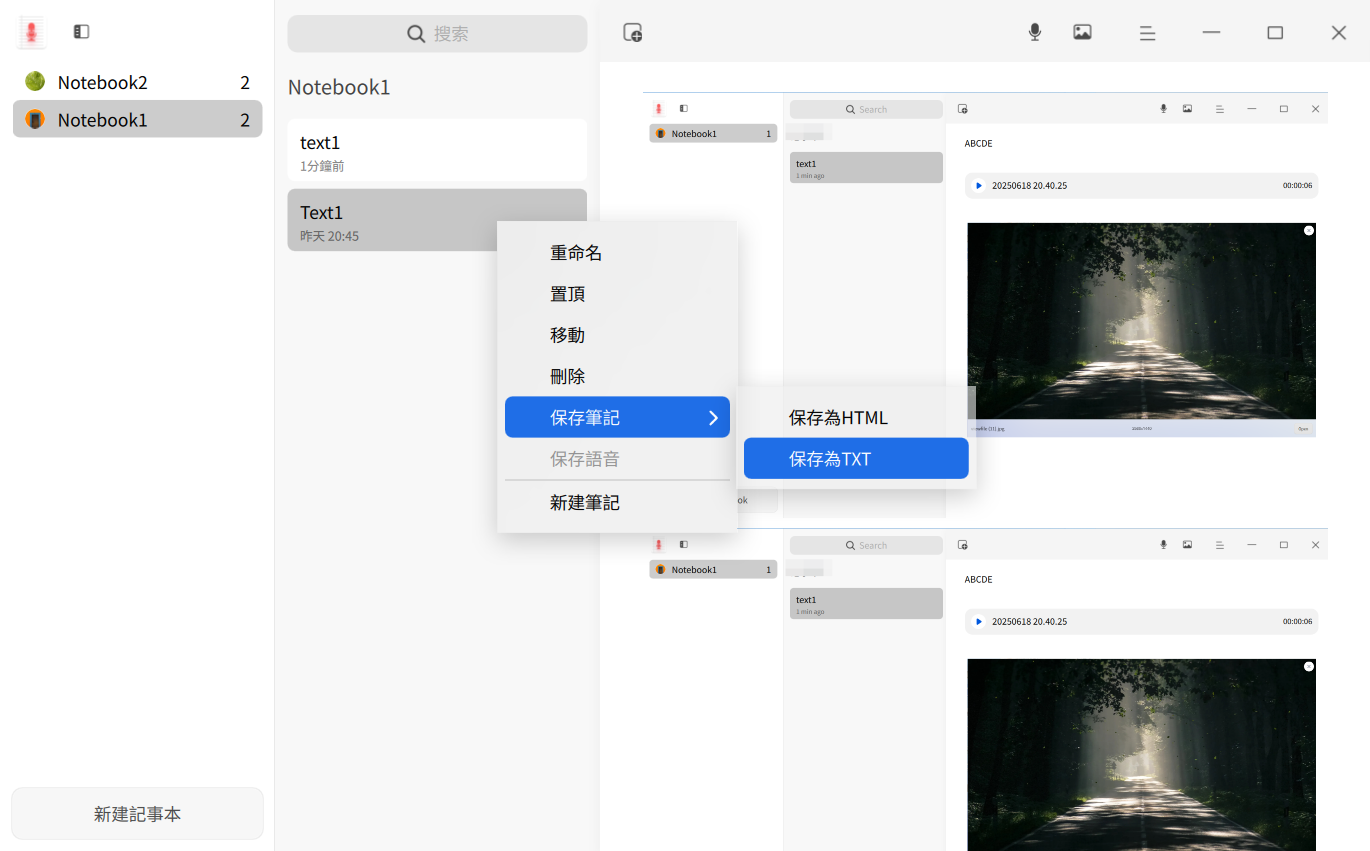 Notebook2 2
Notebook1 2
新建記事本
搜索
Notebook1
text1
1分鐘前
Text1
昨天 20:45
重命名
置頂
移動
刪除
保存筆記
保存語音
新建筆記
保存為HTML
保存為TXT
Notebook1 1
Search
text1
1 min ago
ABCDE
20250618 20.40.25 00:00:06
Open
ok
Notebook1 1
Search
text1
1 min ago
ABCDE
20250618 20.40.25 00:00:06